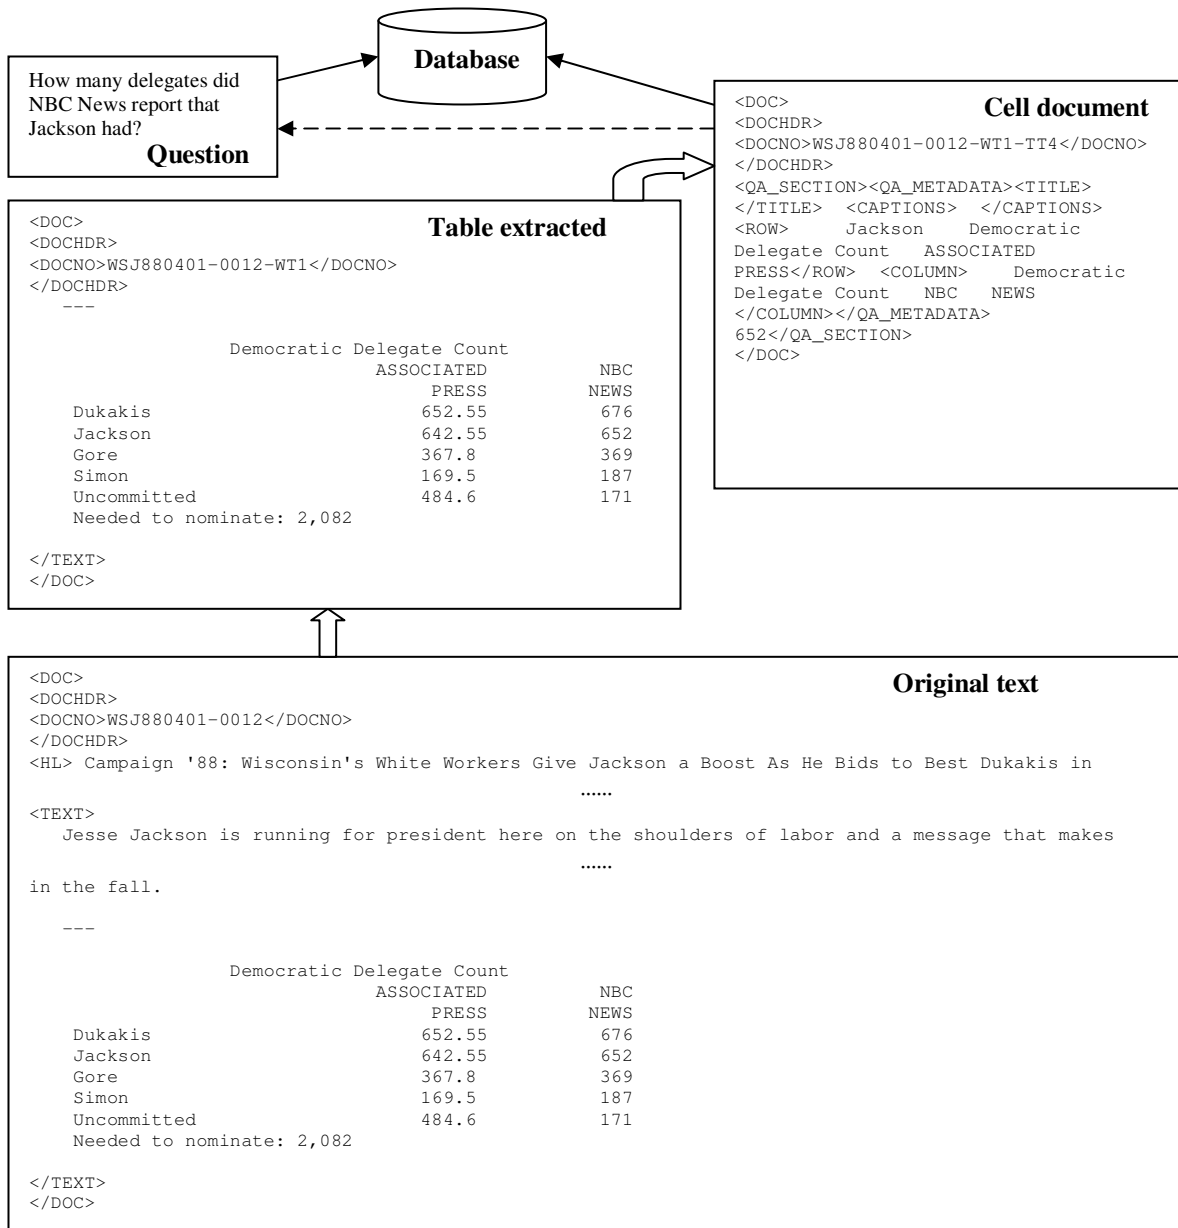 Database
How many delegates did
NBC News report that
Jackson had?
Question
Cell document
<DOC>
<DOCHDR>
<DOCNO>WSJ880401-0012-WT1-TT4</DOCNO>
</DOCHDR>
<QA_SECTION><QA_METADATA><TITLE>
</TITLE>  <CAPTIONS>  </CAPTIONS>
<ROW>     Jackson    Democratic
Delegate Count   ASSOCIATED
PRESS</ROW>  <COLUMN>    Democratic
Delegate Count   NBC   NEWS
</COLUMN></QA_METADATA>
652</QA_SECTION>
</DOC>
Table extracted
<DOC>
<DOCHDR>
<DOCNO>WSJ880401-0012-WT1</DOCNO>
</DOCHDR>
---
Democratic Delegate Count
ASSOCIATED          NBC
PRESS         NEWS
Dukakis                         652.55          676
Jackson                         642.55          652
Gore                            367.8           369
Simon                           169.5           187
Uncommitted                     484.6           171
Needed to nominate: 2,082
</TEXT>
</DOC>
Original text
<DOC>
<DOCHDR>
<DOCNO>WSJ880401-0012</DOCNO>
</DOCHDR>
<HL> Campaign '88: Wisconsin's White Workers Give Jackson a Boost As He Bids to Best Dukakis in
......
<TEXT>
Jesse Jackson is running for president here on the shoulders of labor and a message that makes
......
in the fall.
---
Democratic Delegate Count
ASSOCIATED          NBC
PRESS         NEWS
Dukakis                         652.55          676
Jackson                         642.55          652
Gore                            367.8           369
Simon                           169.5           187
Uncommitted                     484.6           171
Needed to nominate: 2,082
</TEXT>
</DOC>